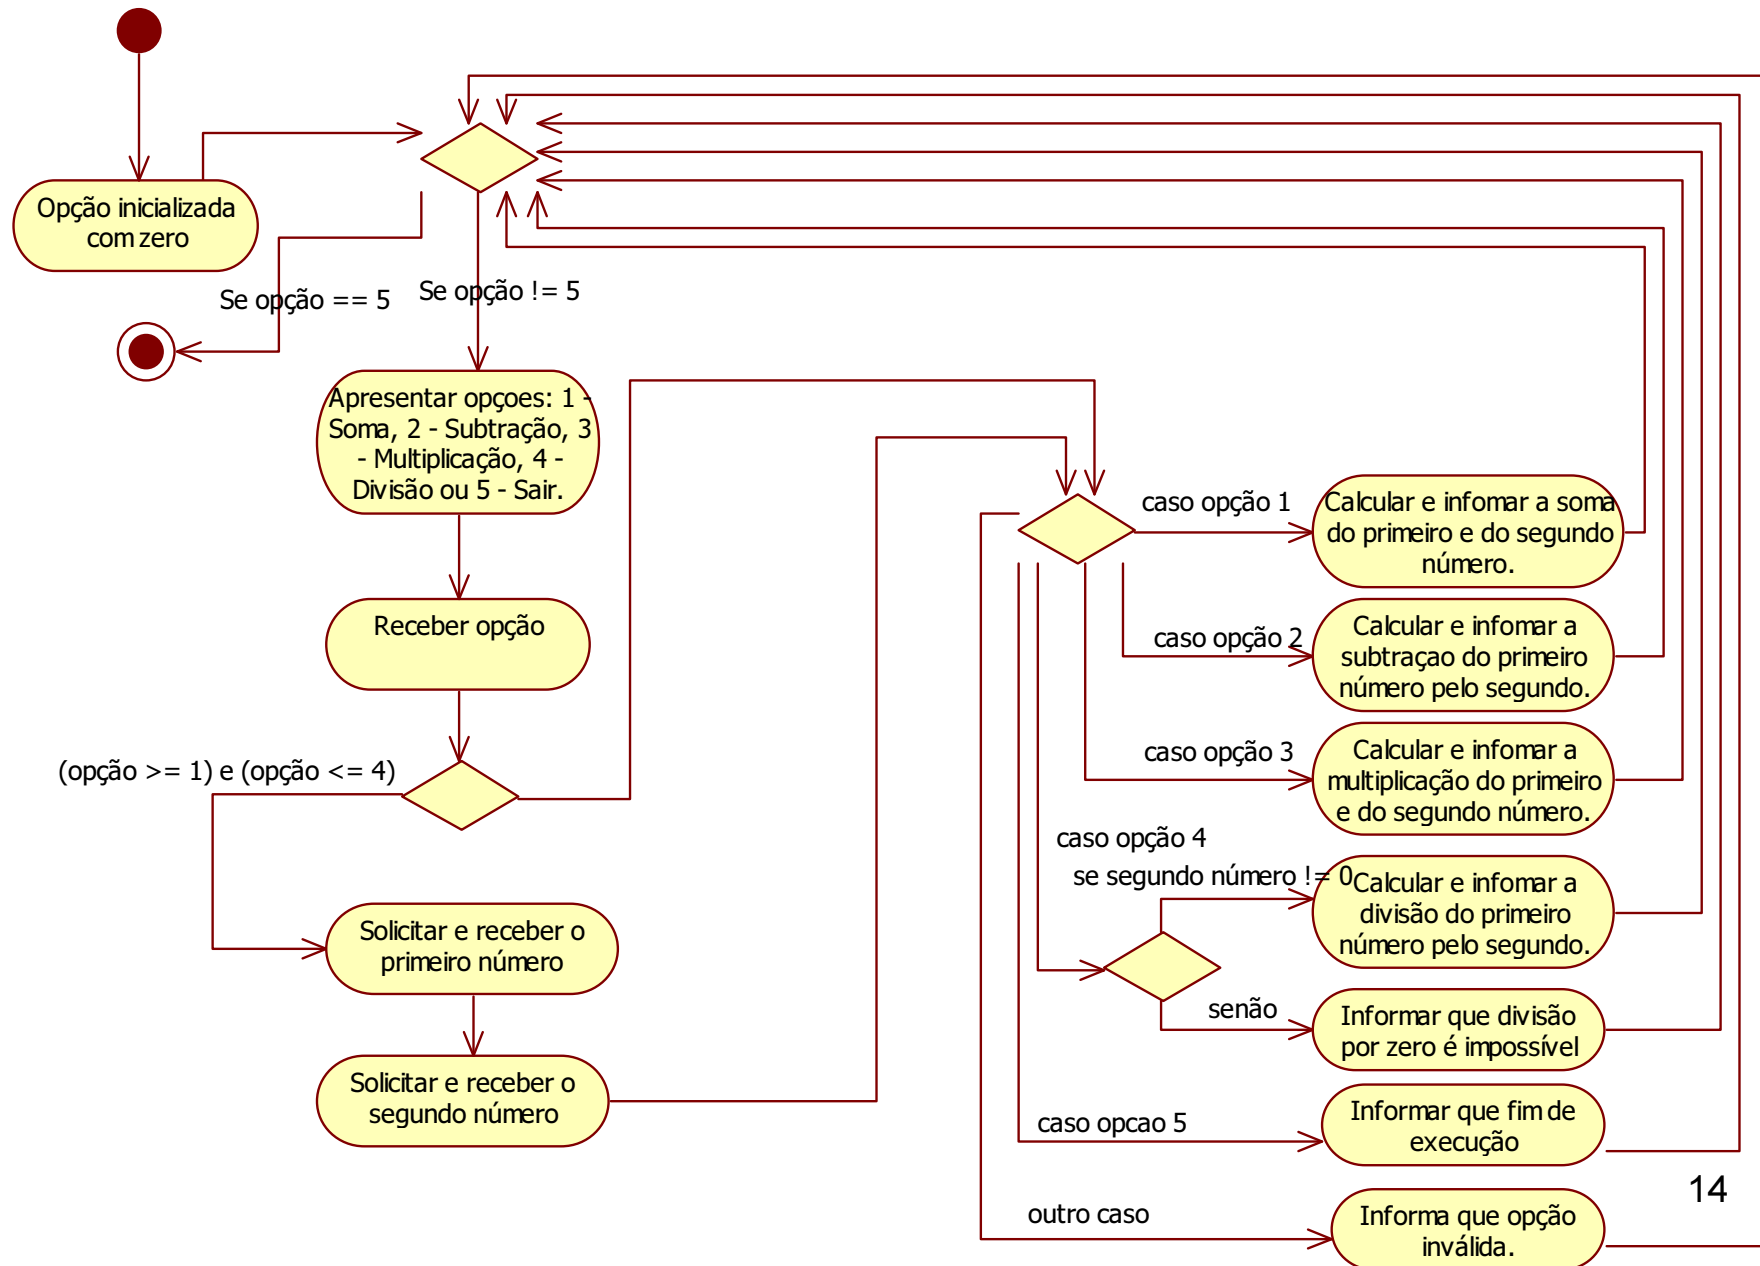 Opção inicializada
com zero
Se opção == 5
Se opção != 5
Apresentar opçoes: 1 -
Soma, 2 - Subtração, 3
- Multiplicação, 4 -
Divisão ou 5 - Sair.
Receber opção
(opção >= 1) e (opção <= 4)
Solicitar e receber o
primeiro número
Solicitar e receber o
segundo número
caso opção 1
Calcular e infomar a soma
do primeiro e do segundo
número.
caso opção 2
Calcular e infomar a
subtraçao do primeiro
número pelo segundo.
caso opção 3
Calcular e infomar a
multiplicação do primeiro
e do segundo número.
caso opção 4
se segundo número != 0
Calcular e infomar a
divisão do primeiro
número pelo segundo.
senão
Informar que divisão
por zero é impossível
caso opcao 5
Informar que fim de
execução
outro caso
Informa que opção
inválida.
14